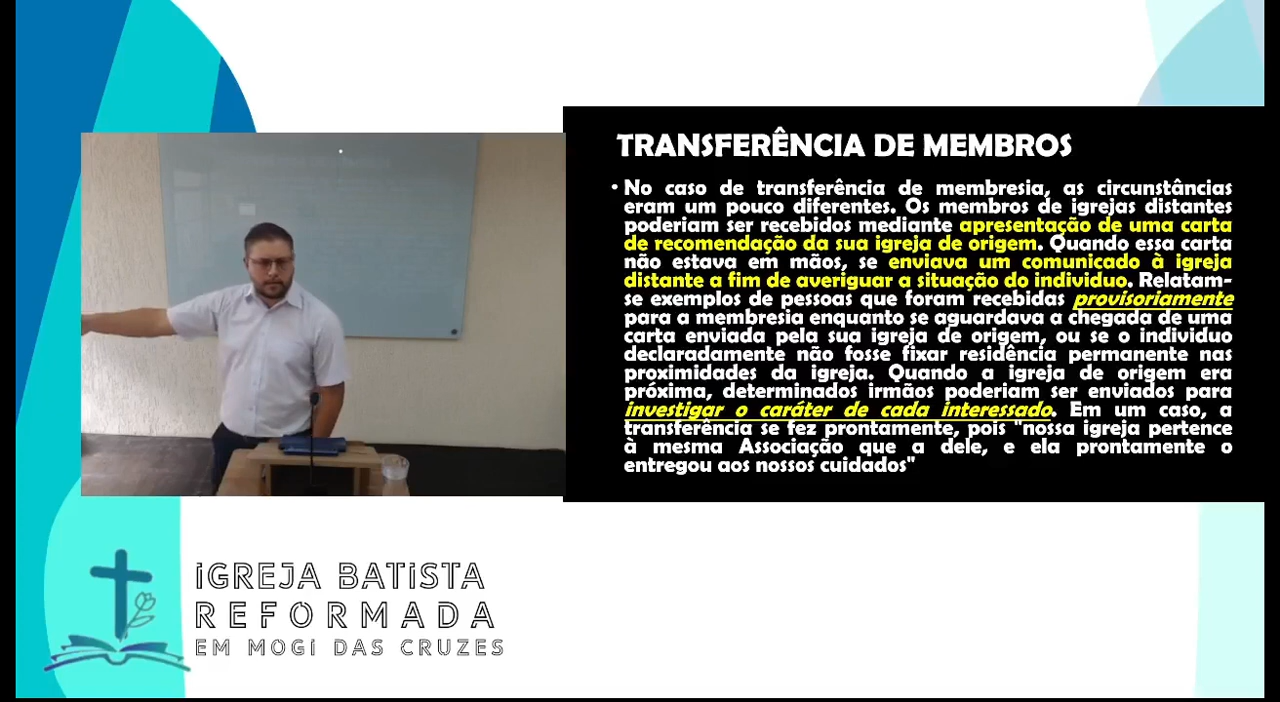 TRANSFERÊNCIA DE MEMBROS
• No caso de transferência de membresia, as circunstâncias
eram um pouco diferentes. Os membros de igrejas distantes
poderiam ser recebidos mediante apresentação de uma carta
de recomendação da sua igreja de origem. Quando essa carta
não estava em mãos, se enviava um comunicado à igreja
distante a fim de averiguar a situação do individuo. Relatam-
se exemplos de pessoas que foram recebidas provisoriamente
para a membresia enquanto se aguardava a chegada de uma
carta enviada pela sua igreja de origem, ou se o individuo
declaradamente não fosse fixar residência permanente nas
proximidades da igreja. Quando a igreja de origem era
próxima, determinados irmãos poderiam ser enviados para
investigar o caráter de cada interessado. Em um caso, a
transferência se fez prontamente, pois "nossa igreja pertence
à mesma Associação que a dele, e ela prontamente o
entregou aos nossos cuidados"
IGREJA BATISTA
REFORMADA
EM MOGI DAS CRUZES